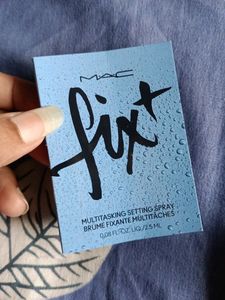 MAC
fix+
MULTITASKING SETTING SPRAY
BRUME FIXANTE MULTITÂCHES
0.08 FL.OZ. LIQ./2.5 ML